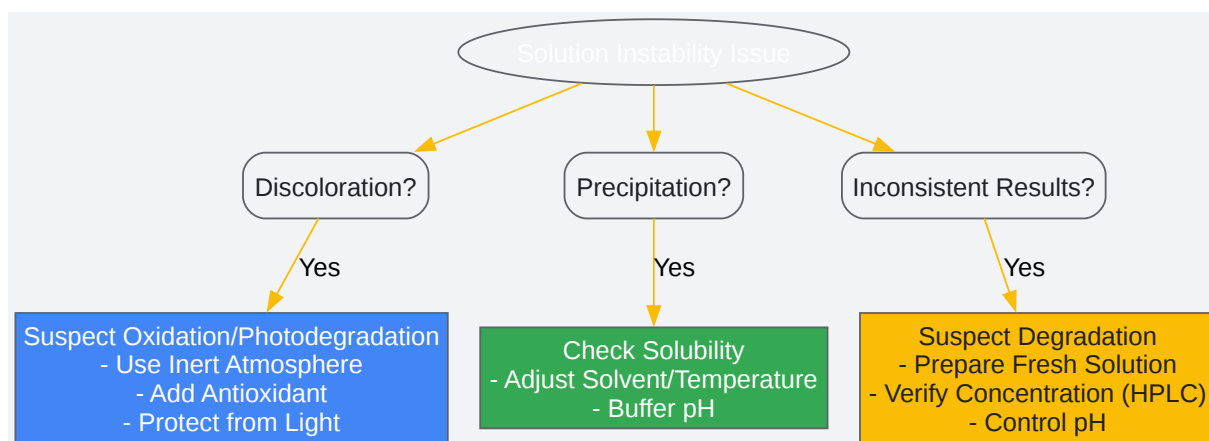 Solution Instability Issue
Discoloration?
Precipitation?
Inconsistent Results?
Yes
Yes
Yes
Suspect Oxidation/Photodegradation
- Use Inert Atmosphere
- Add Antioxidant
- Protect from Light
Check Solubility
- Adjust Solvent/Temperature
- Buffer pH
Suspect Degradation
- Prepare Fresh Solution
- Verify Concentration (HPLC)
- Control pH